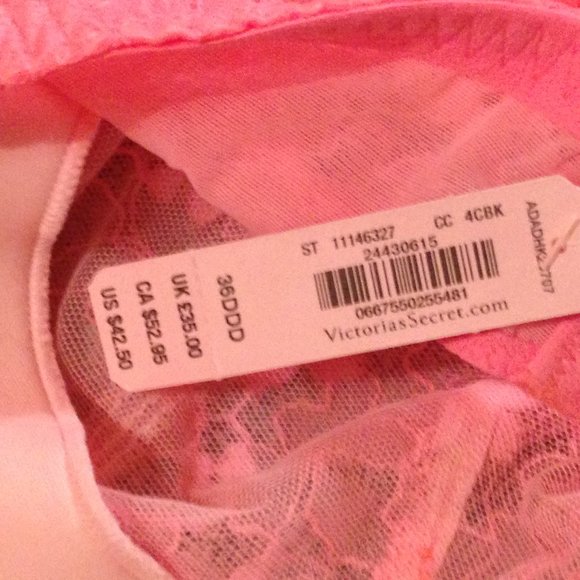 ST 11146327 CC 4CBK
24430615
0667550255481
VictoriasSecret.com
36DDD
UK £35.00
CA $52.95
US $42.50